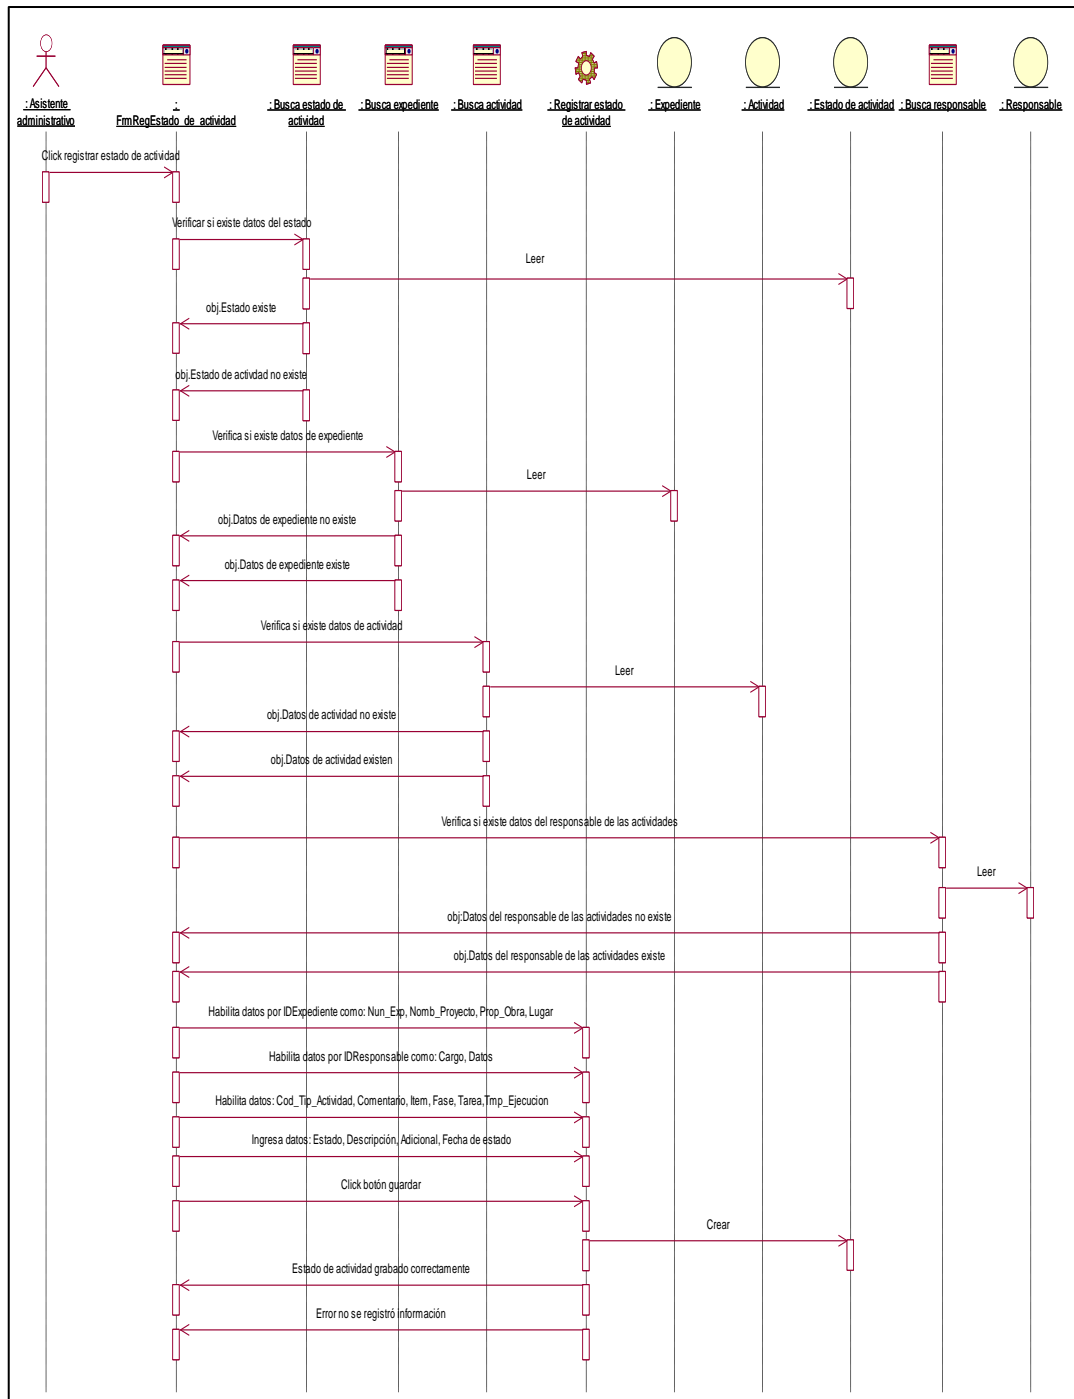 : Asistente
administrativo
:
FrmRegEstado_de_actividad
: Busca estado de
actividad
: Busca expediente
: Busca actividad
: Registrar estado
de actividad
: Expediente
: Actividad
: Estado de actividad
: Busca responsable
: Responsable
Click registrar estado de actividad
Verificar si existe datos del estado
Leer
obj.Estado existe
obj.Estado de activdad no existe
Verifica si existe datos de expediente
Leer
obj.Datos de expediente no existe
obj.Datos de expediente existe
Verifica si existe datos de actividad
Leer
obj.Datos de actividad no existe
obj.Datos de actividad existen
Verifica si existe datos del responsable de las actividades
Leer
obj:Datos del responsable de las actividades no existe
obj.Datos del responsable de las actividades existe
Habilita datos por IDExpediente como: Nun_Exp, Nomb_Proyecto, Prop_Obra, Lugar
Habilita datos por IDResponsable como: Cargo, Datos
Habilita datos: Cod_Tip_Actividad, Comentario, Item, Fase, Tarea,Tmp_Ejecucion
Ingresa datos: Estado, Descripción, Adicional, Fecha de estado
Click botón guardar
Crear
Estado de actividad grabado correctamente
Error no se registró información